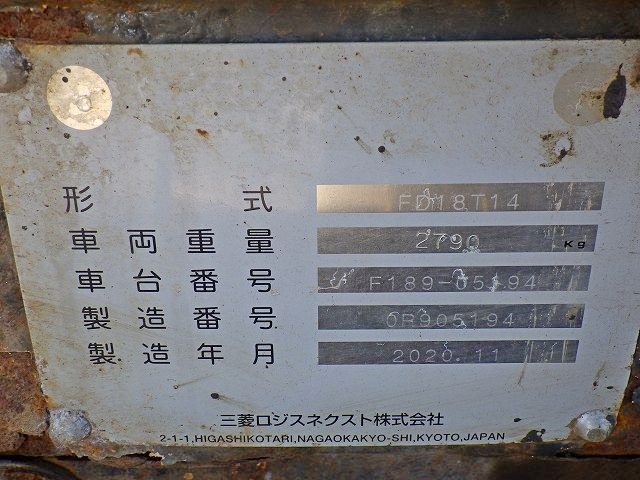 形式 FD18T14
車両重量 2790 Kg
車台番号 F189-05194
製造番号 0R905194
製造年月 2020.11
三菱ロジスネクスト株式会社
2-1-1,HIGASHIKOTARI,NAGAOKAKYO-SHI,KYOTO,JAPAN